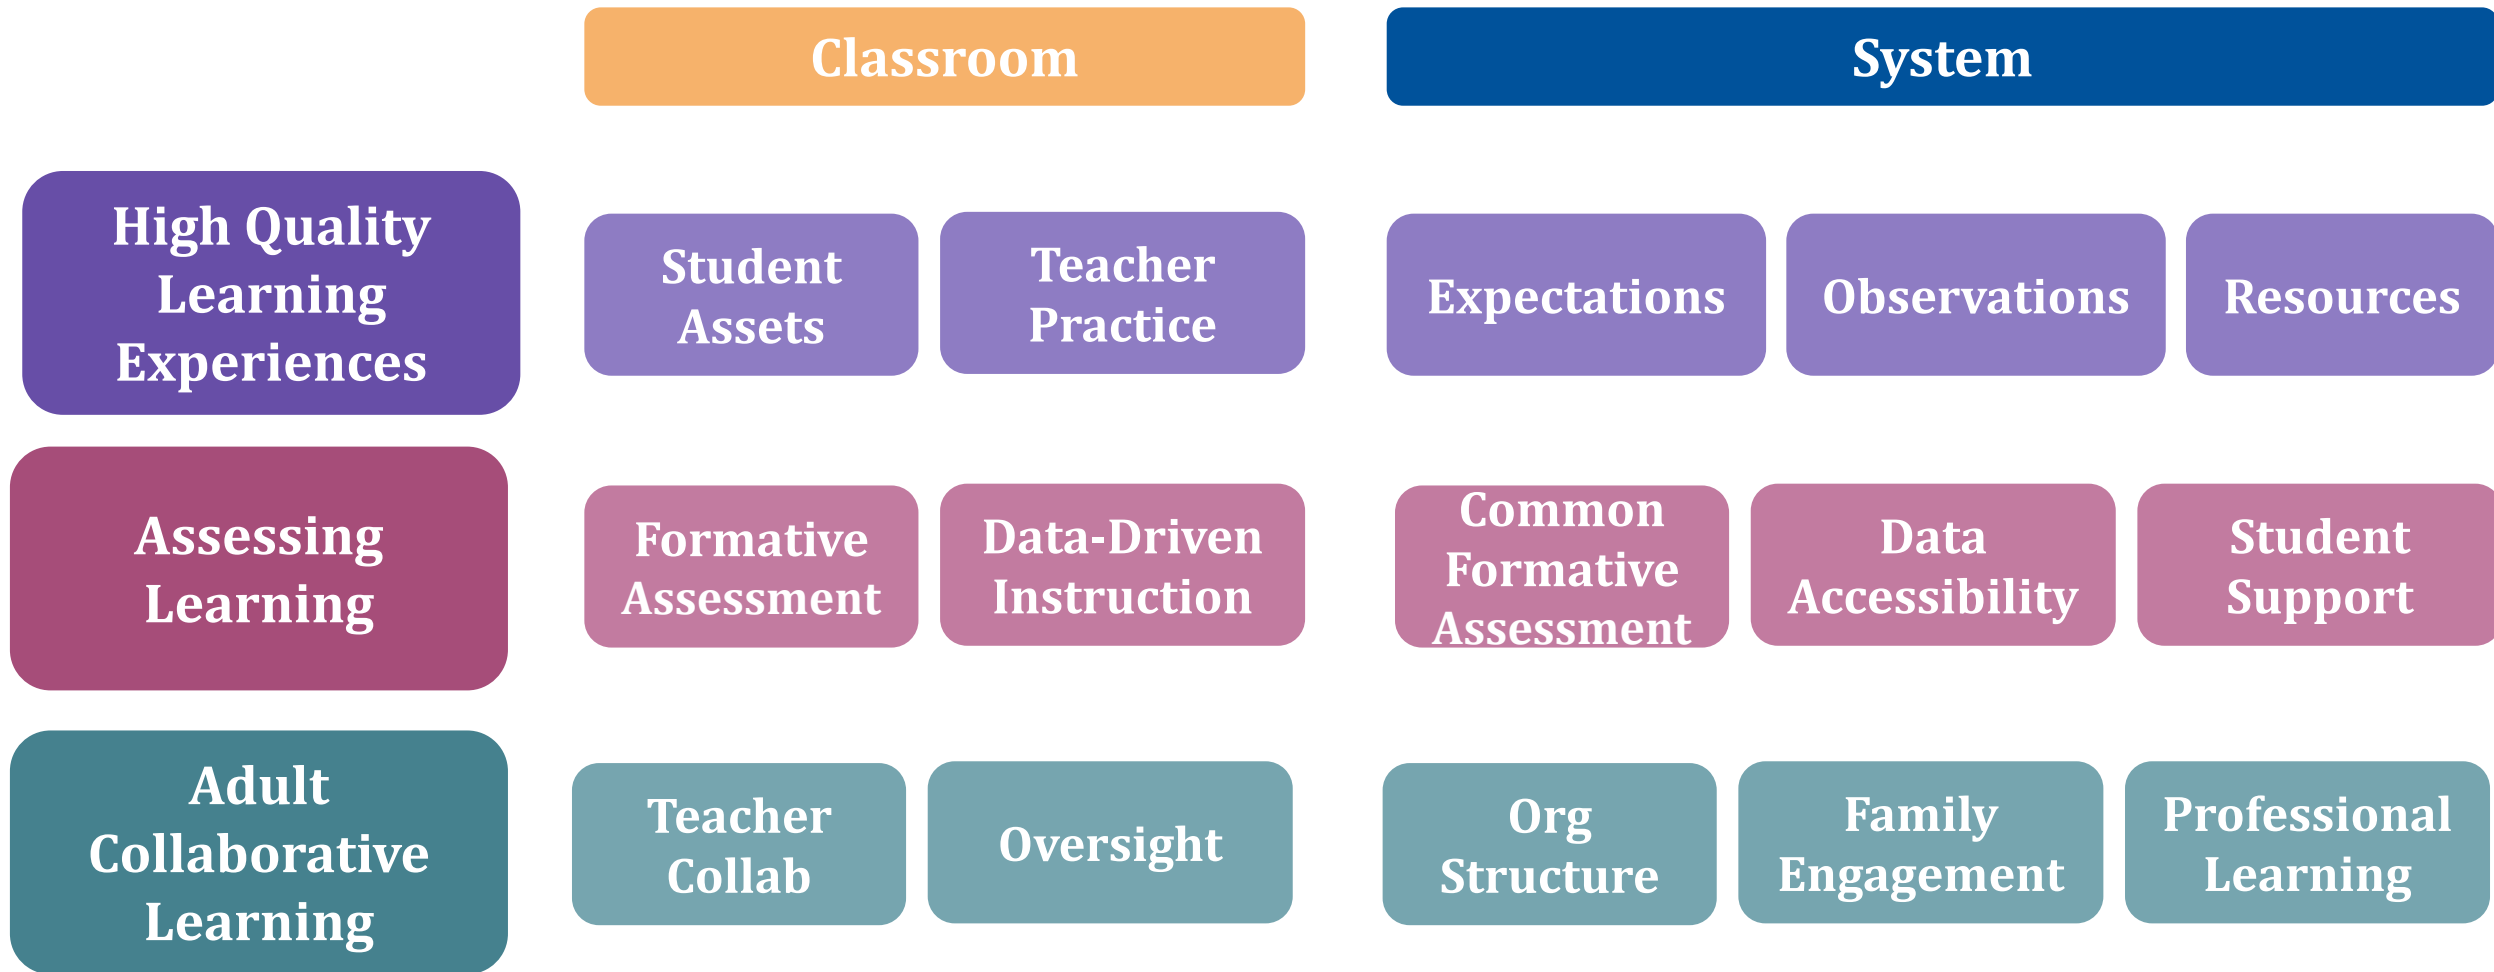 Classroom
System
High Quality
Learning
Experiences
Student
Assets
Teacher
Practice
Expectations
Observations
Resources
Assessing
Learning
Formative
Assessment
Data-Driven
Instruction
Common
Formative
Assessment
Data
Accessibility
Student
Support
Adult
Collaborative
Learning
Teacher
Collab
Oversight
Org
Structure
Family
Engagement
Professional
Learning